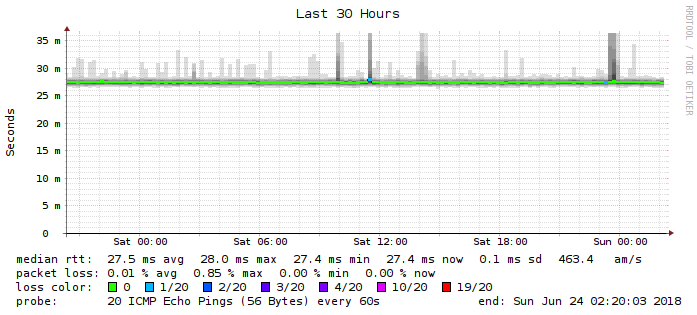 Last 30 Hours
RRDTOOL / TOBI OETIKER
Seconds
35 m
30 m
25 m
20 m
15 m
10 m
5 m
0
Sat 00:00 Sat 06:00 Sat 12:00 Sat 18:00 Sun 00:00
median rtt: 27.5 ms avg 28.0 ms max 27.4 ms min 27.4 ms now 0.1 ms sd 463.4 am/s
packet loss: 0.01 % avg 0.85 % max 0.00 % min 0.00 % now
loss color: 0 1/20 2/20 3/20 4/20 10/20 19/20
probe: 20 ICMP Echo Pings (56 Bytes) every 60s end: Sun Jun 24 02:20:03 2018